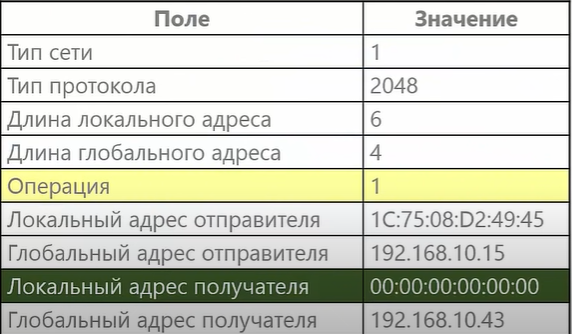 Поле Значение
Тип сети 1
Тип протокола 2048
Длина локального адреса 6
Длина глобального адреса 4
Операция 1
Локальный адрес отправителя 1C:75:08:D2:49:45
Глобальный адрес отправителя 192.168.10.15
Локальный адрес получателя 00:00:00:00:00:00
Глобальный адрес получателя 192.168.10.43